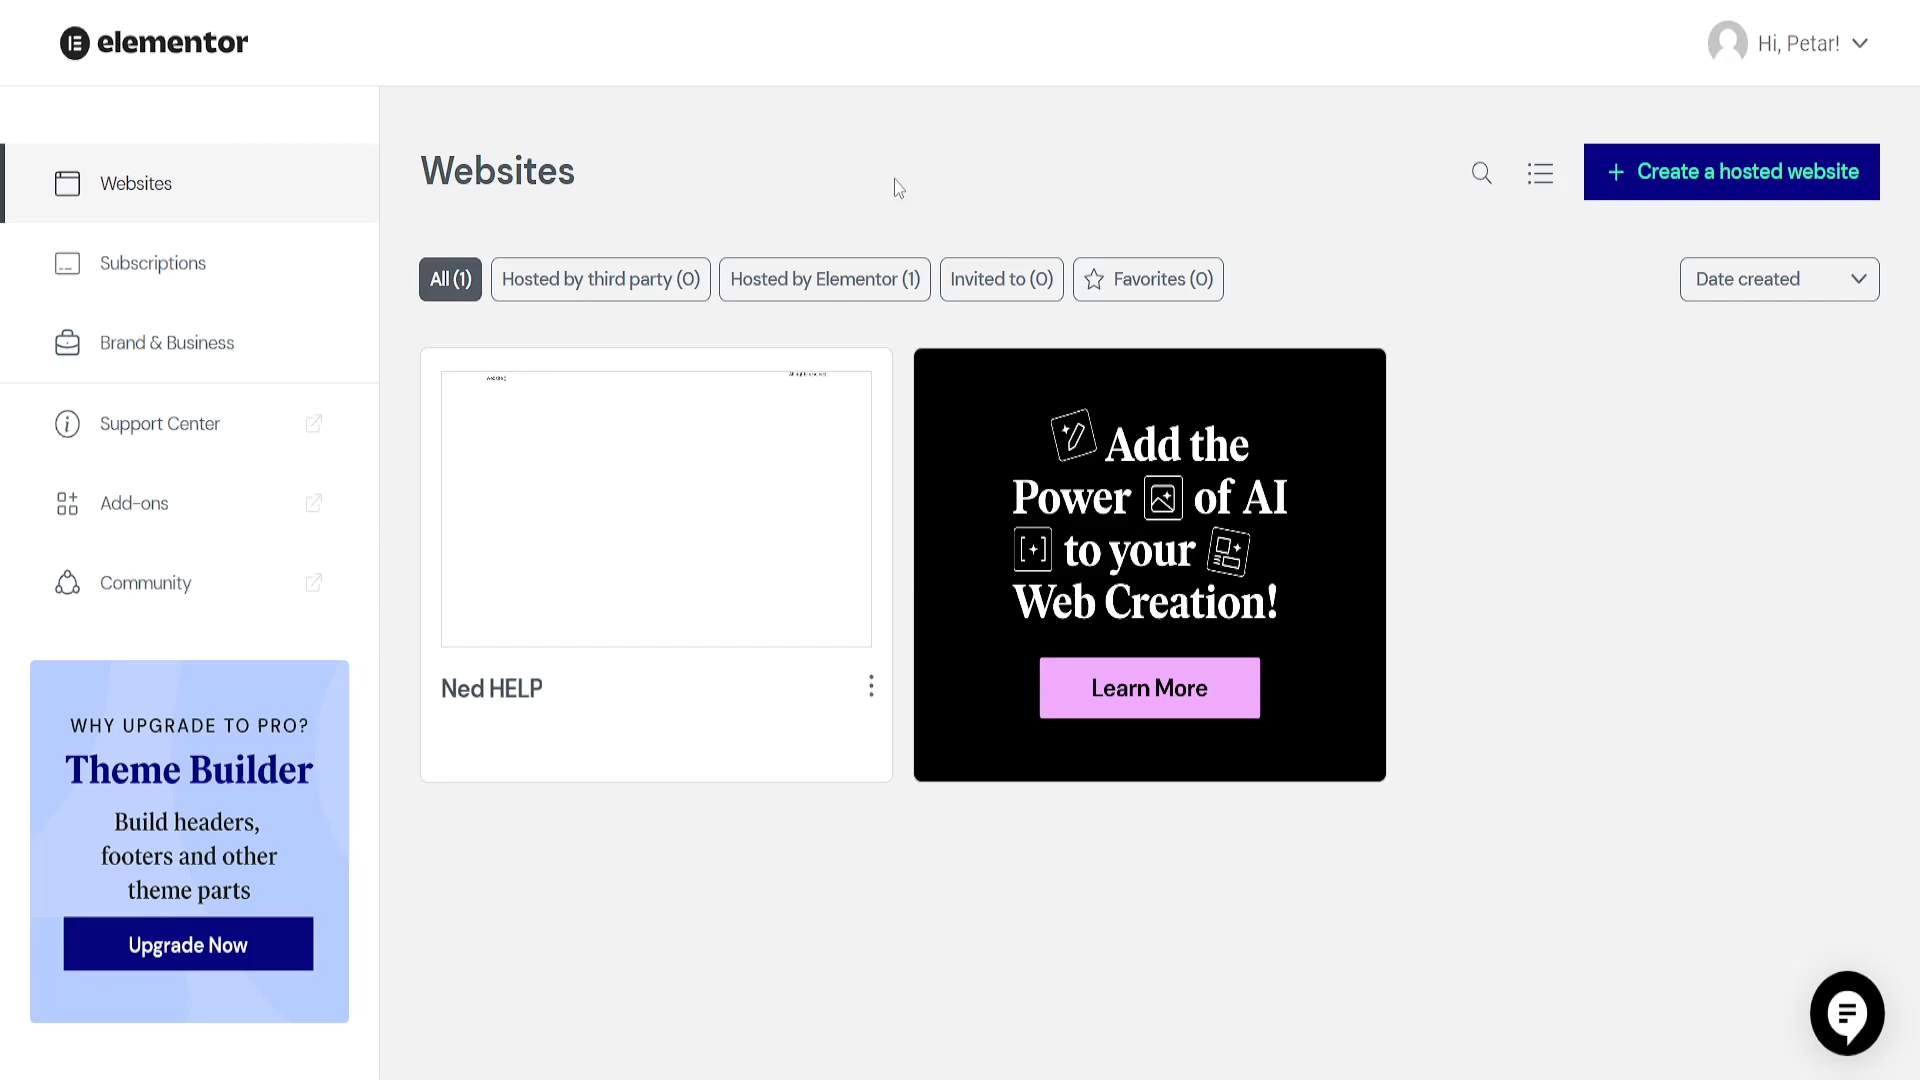 elementor
Hi, Petar!
Websites
Subscriptions
Brand & Business
Support Center
Add-ons
Community
WHY UPGRADE TO PRO?
Theme Builder
Build headers,
footers and other
theme parts
Upgrade Now
Websites
+ Create a hosted website
All (1)
Hosted by third party (0)
Hosted by Elementor (1)
Invited to (0)
Favorites (0)
Date created
Ned HELP
Add the
Power of AI
to your
Web Creation!
Learn More